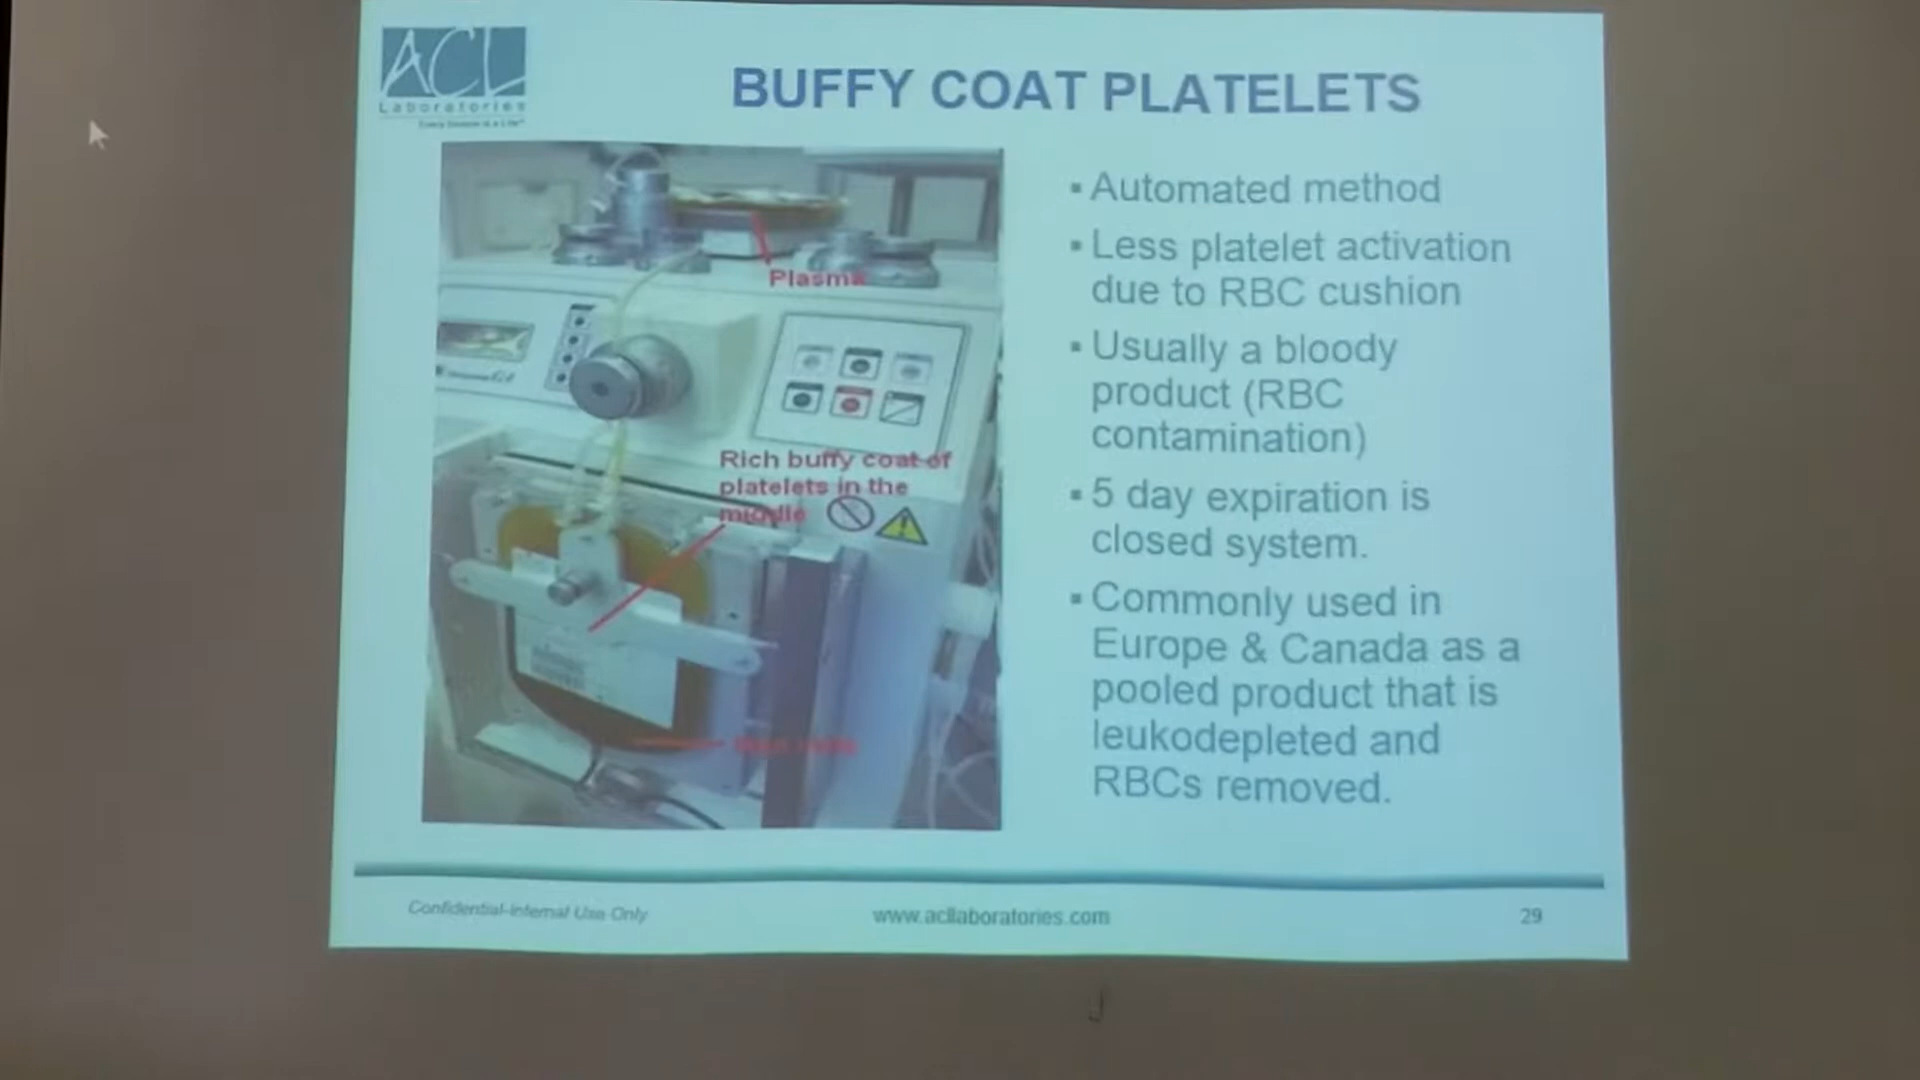 ACL
Laboratories
BUFFY COAT PLATELETS
Plasma
Rich buffy coat of
platelets in the
middle
▪ Automated method
▪ Less platelet activation
due to RBC cushion
▪ Usually a bloody
product (RBC
contamination)
▪ 5 day expiration is
closed system.
▪ Commonly used in
Europe & Canada as a
pooled product that is
leukodepleted and
RBCs removed.
Confidential-Internal Use Only
www.acllaboratories.com
29